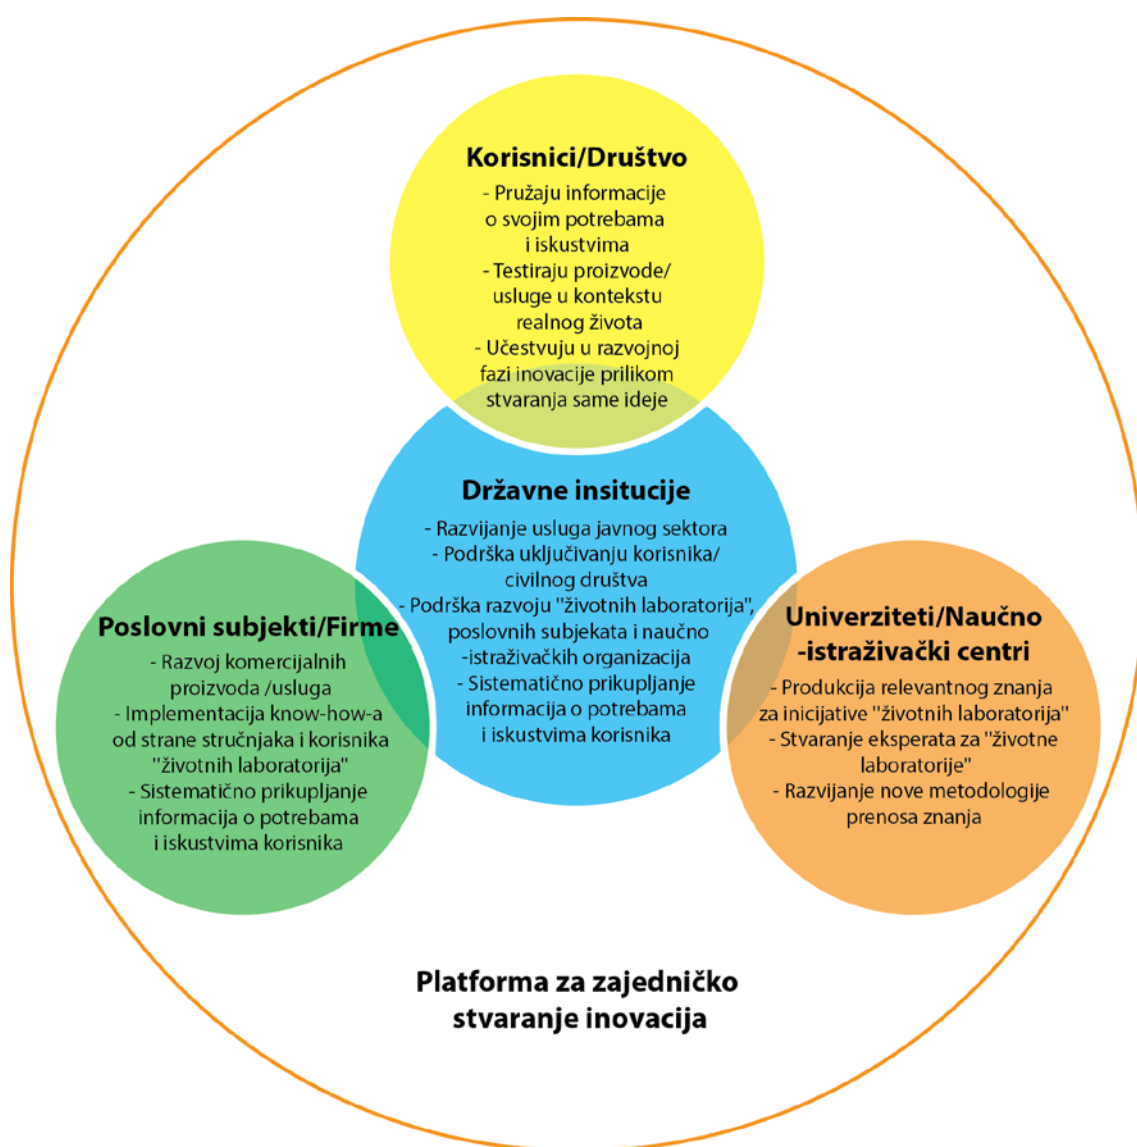 Korisnici/Društvo
- Pružaju informacije
o svojim potrebama
i iskustvima
- Testiraju proizvode/
usluge u kontekstu
realnog života
- Učestvuju u razvojnoj
fazi inovacije prilikom
stvaranja same ideje
Državne insitucije
- Razvijanje usluga javnog sektora
- Podrška uključivanju korisnika/
civilnog društva
- Podrška razvoju "životnih laboratorija",
poslovnih subjekata i naučno
-istraživačkih organizacija
- Sistematično prikupljanje
informacija o potrebama
i iskustvima korisnika
Poslovni subjekti/Firme
- Razvoj komercijalnih
proizvoda /usluga
- Implementacija know-how-a
od strane stručnjaka i korisnika
"životnih laboratorija"
- Sistematično prikupljanje
informacija o potrebama
i iskustvima korisnika
Univerziteti/Naučno
-istraživački centri
- Produkcija relevantnog znanja
za inicijative "životnih laboratorija"
- Stvaranje eksperata za "životne
laboratorije"
- Razvijanje nove metodologije
prenosa znanja
Platforma za zajedničko
stvaranje inovacija